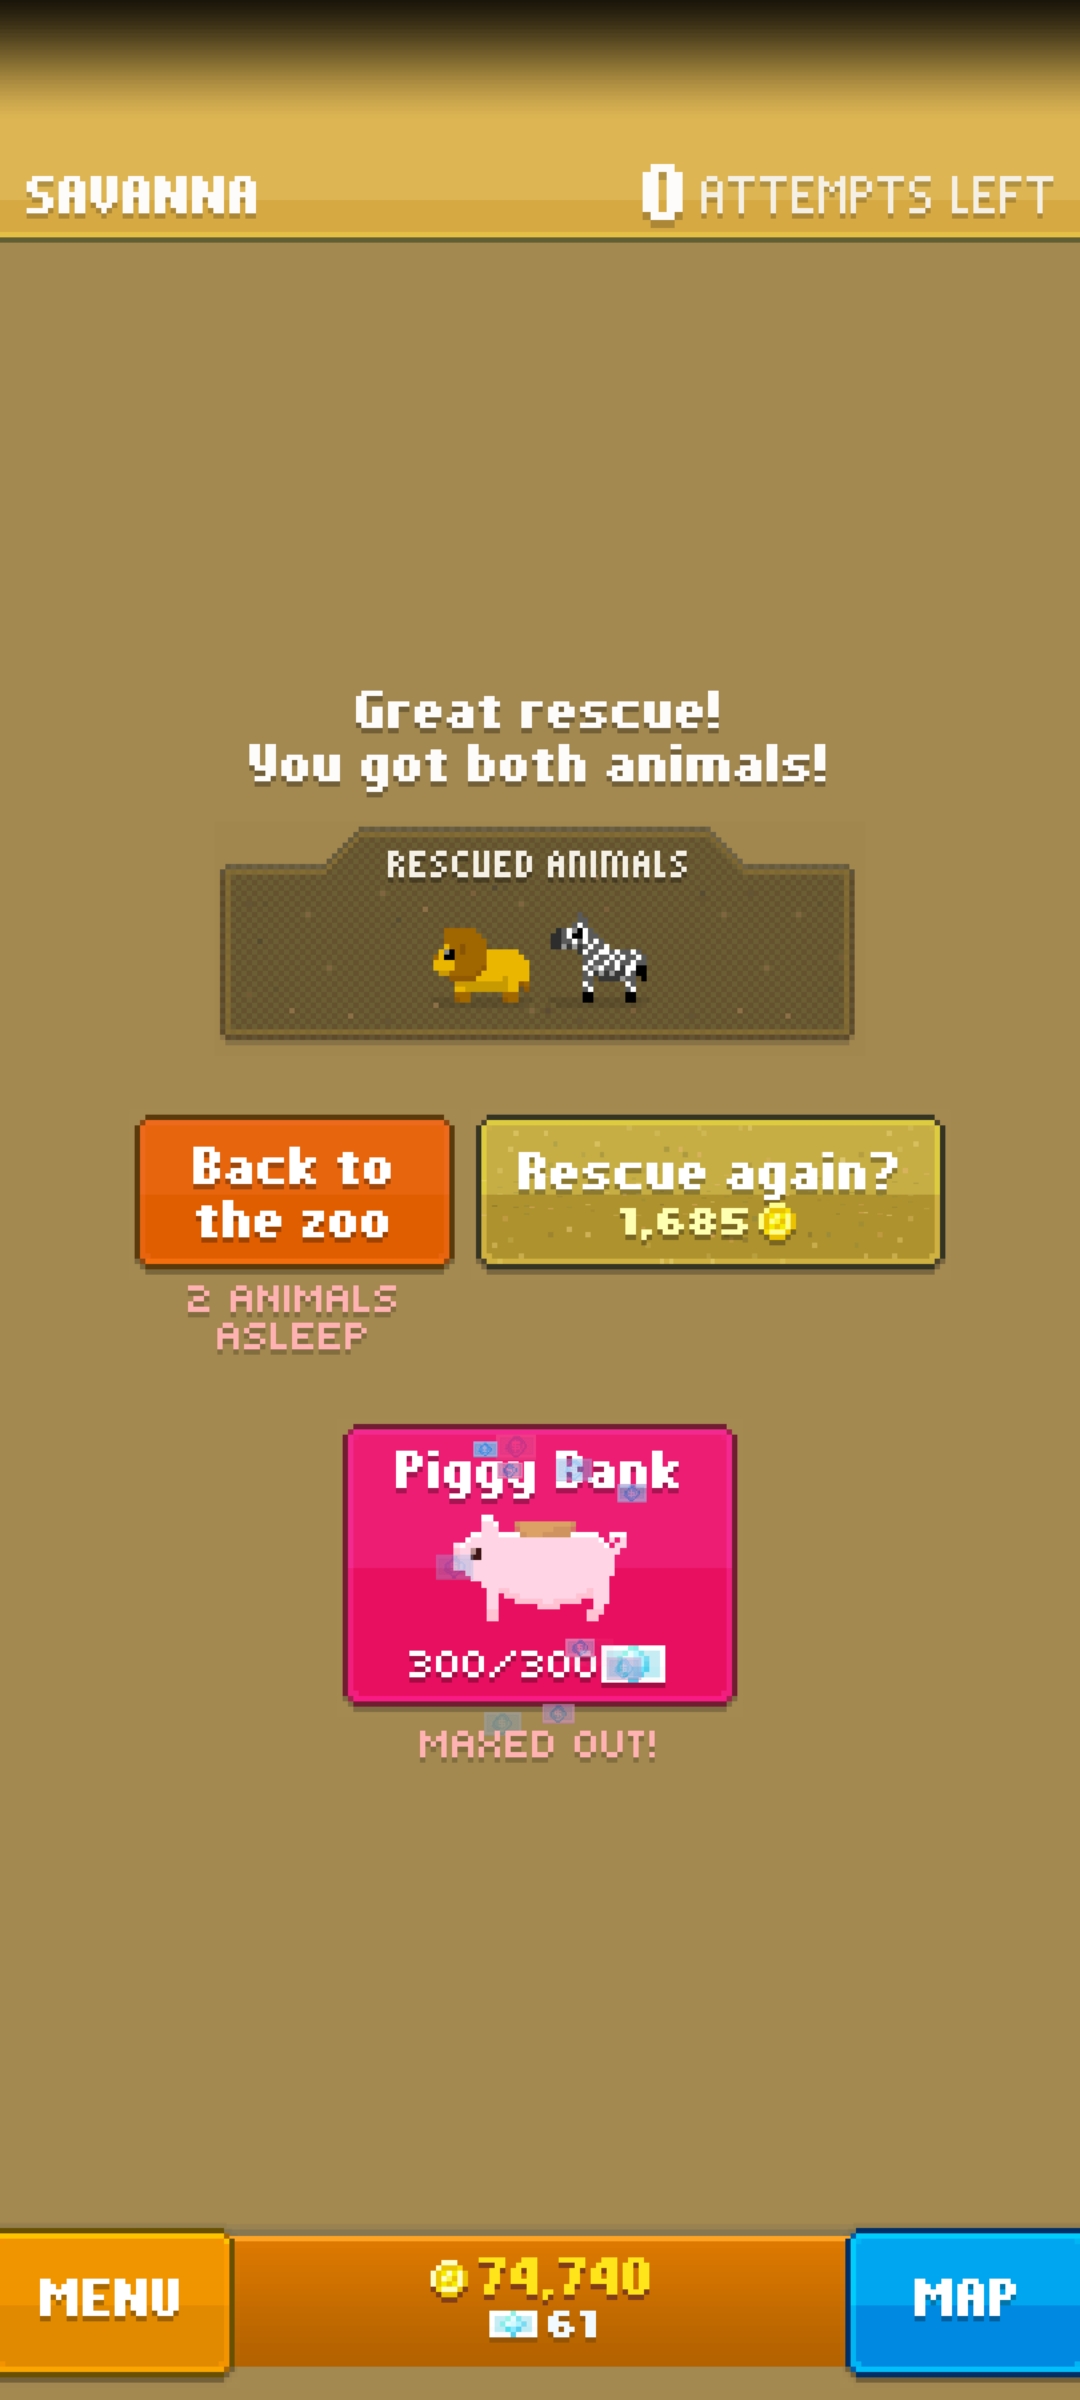 SAVANNA
0 ATTEMPTS LEFT
Great rescue!
You got both animals!
RESCUED ANIMALS
Back to
the zoo
Rescue again?
1,685
2 ANIMALS
ASLEEP
Piggy Bank
300/300
MAXED OUT!
MENU
74,740
61
MAP